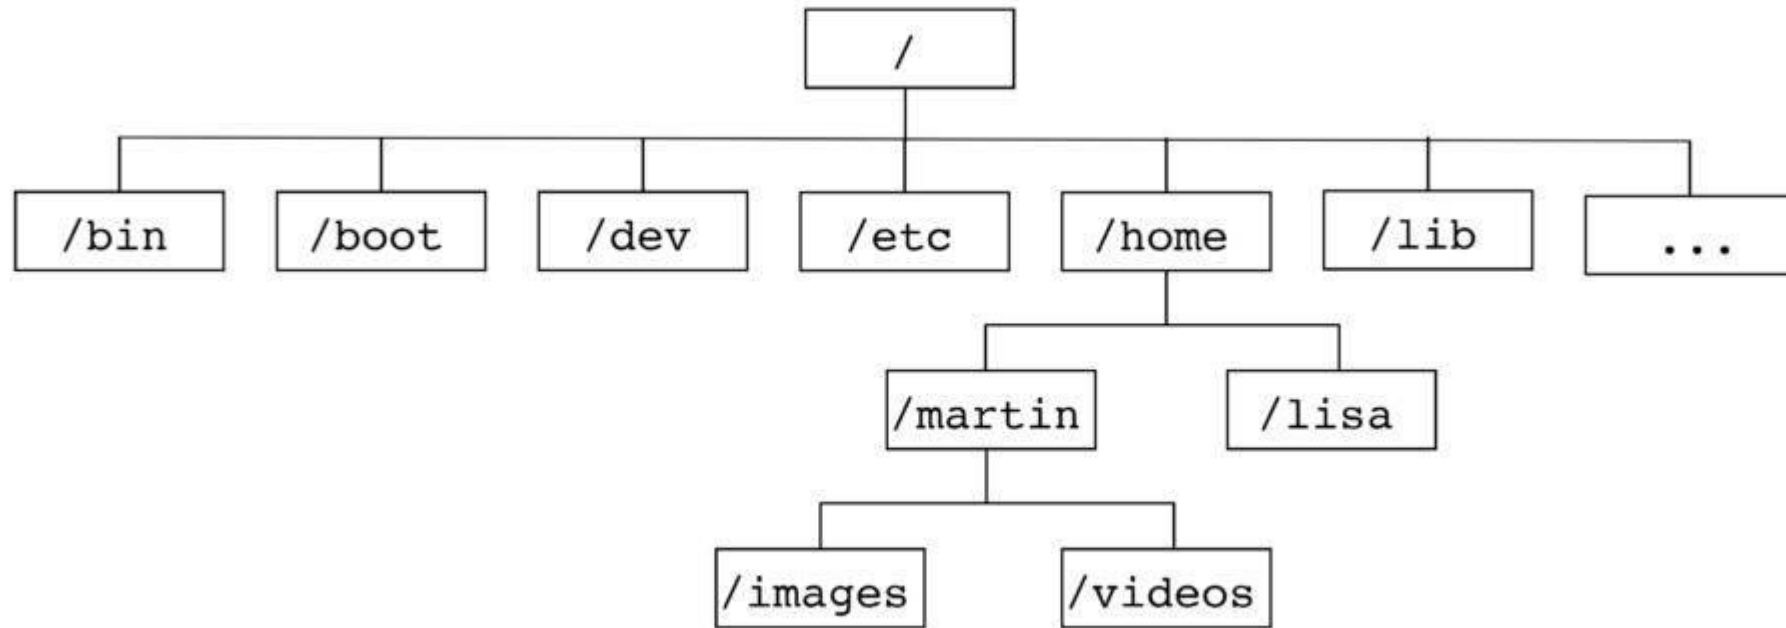 /
/bin /boot /dev /etc /home /lib ...
/martin /lisa
/images /videos